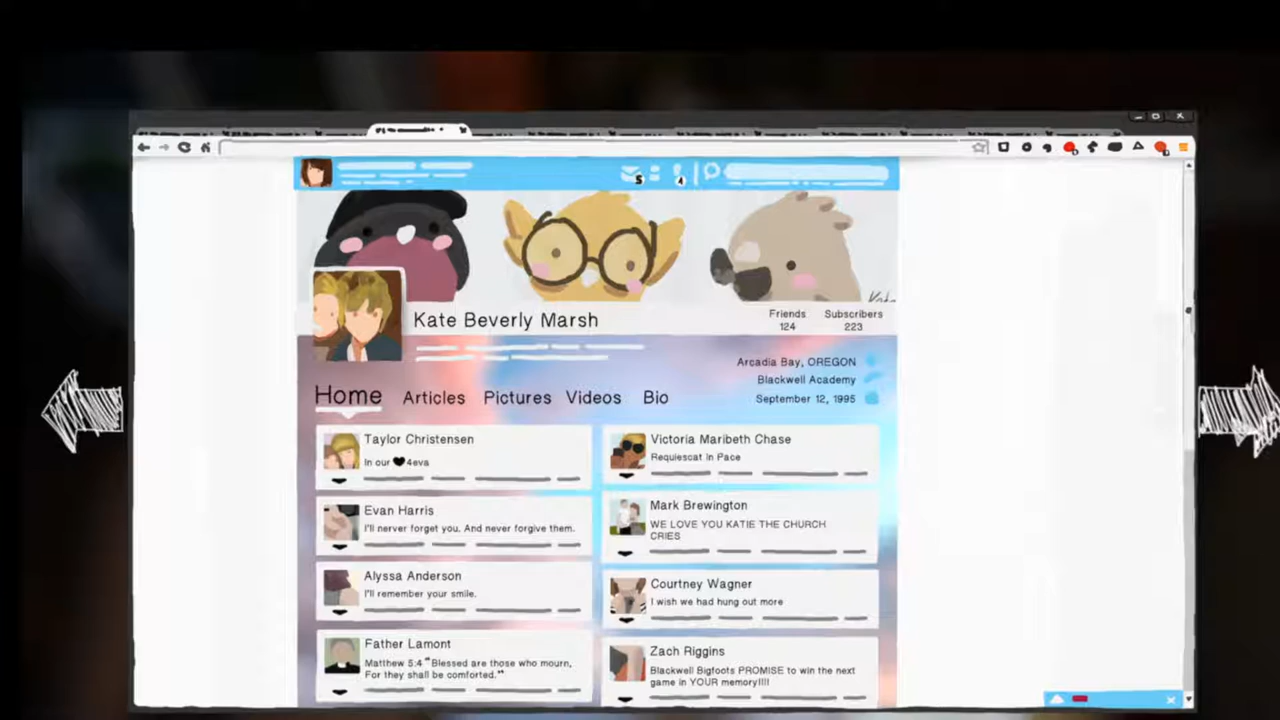 5
4
Kate
Kate Beverly Marsh
Friends
124
Subscribers
223
Arcadia Bay, OREGON
Blackwell Academy
September 12, 1995
Home
Articles
Pictures
Videos
Bio
Taylor Christensen
In our 🖤4eva
Evan Harris
I'll nerver forget you. And never forgive them.
Alyssa Anderson
I'll remember your smile.
Father Lamont
Matthew 5:4 “Blessed are those who mourn,
For they shall be comforted.”
Victoria Maribeth Chase
Requiescat In Pace
Mark Brewington
WE LOVE YOU KATIE THE CHURCH
CRIES
Courtney Wagner
I wish we had hung out more
Zach Riggins
Blackwell Bigfoots PROMISE to win the next
game in YOUR memory!!!!